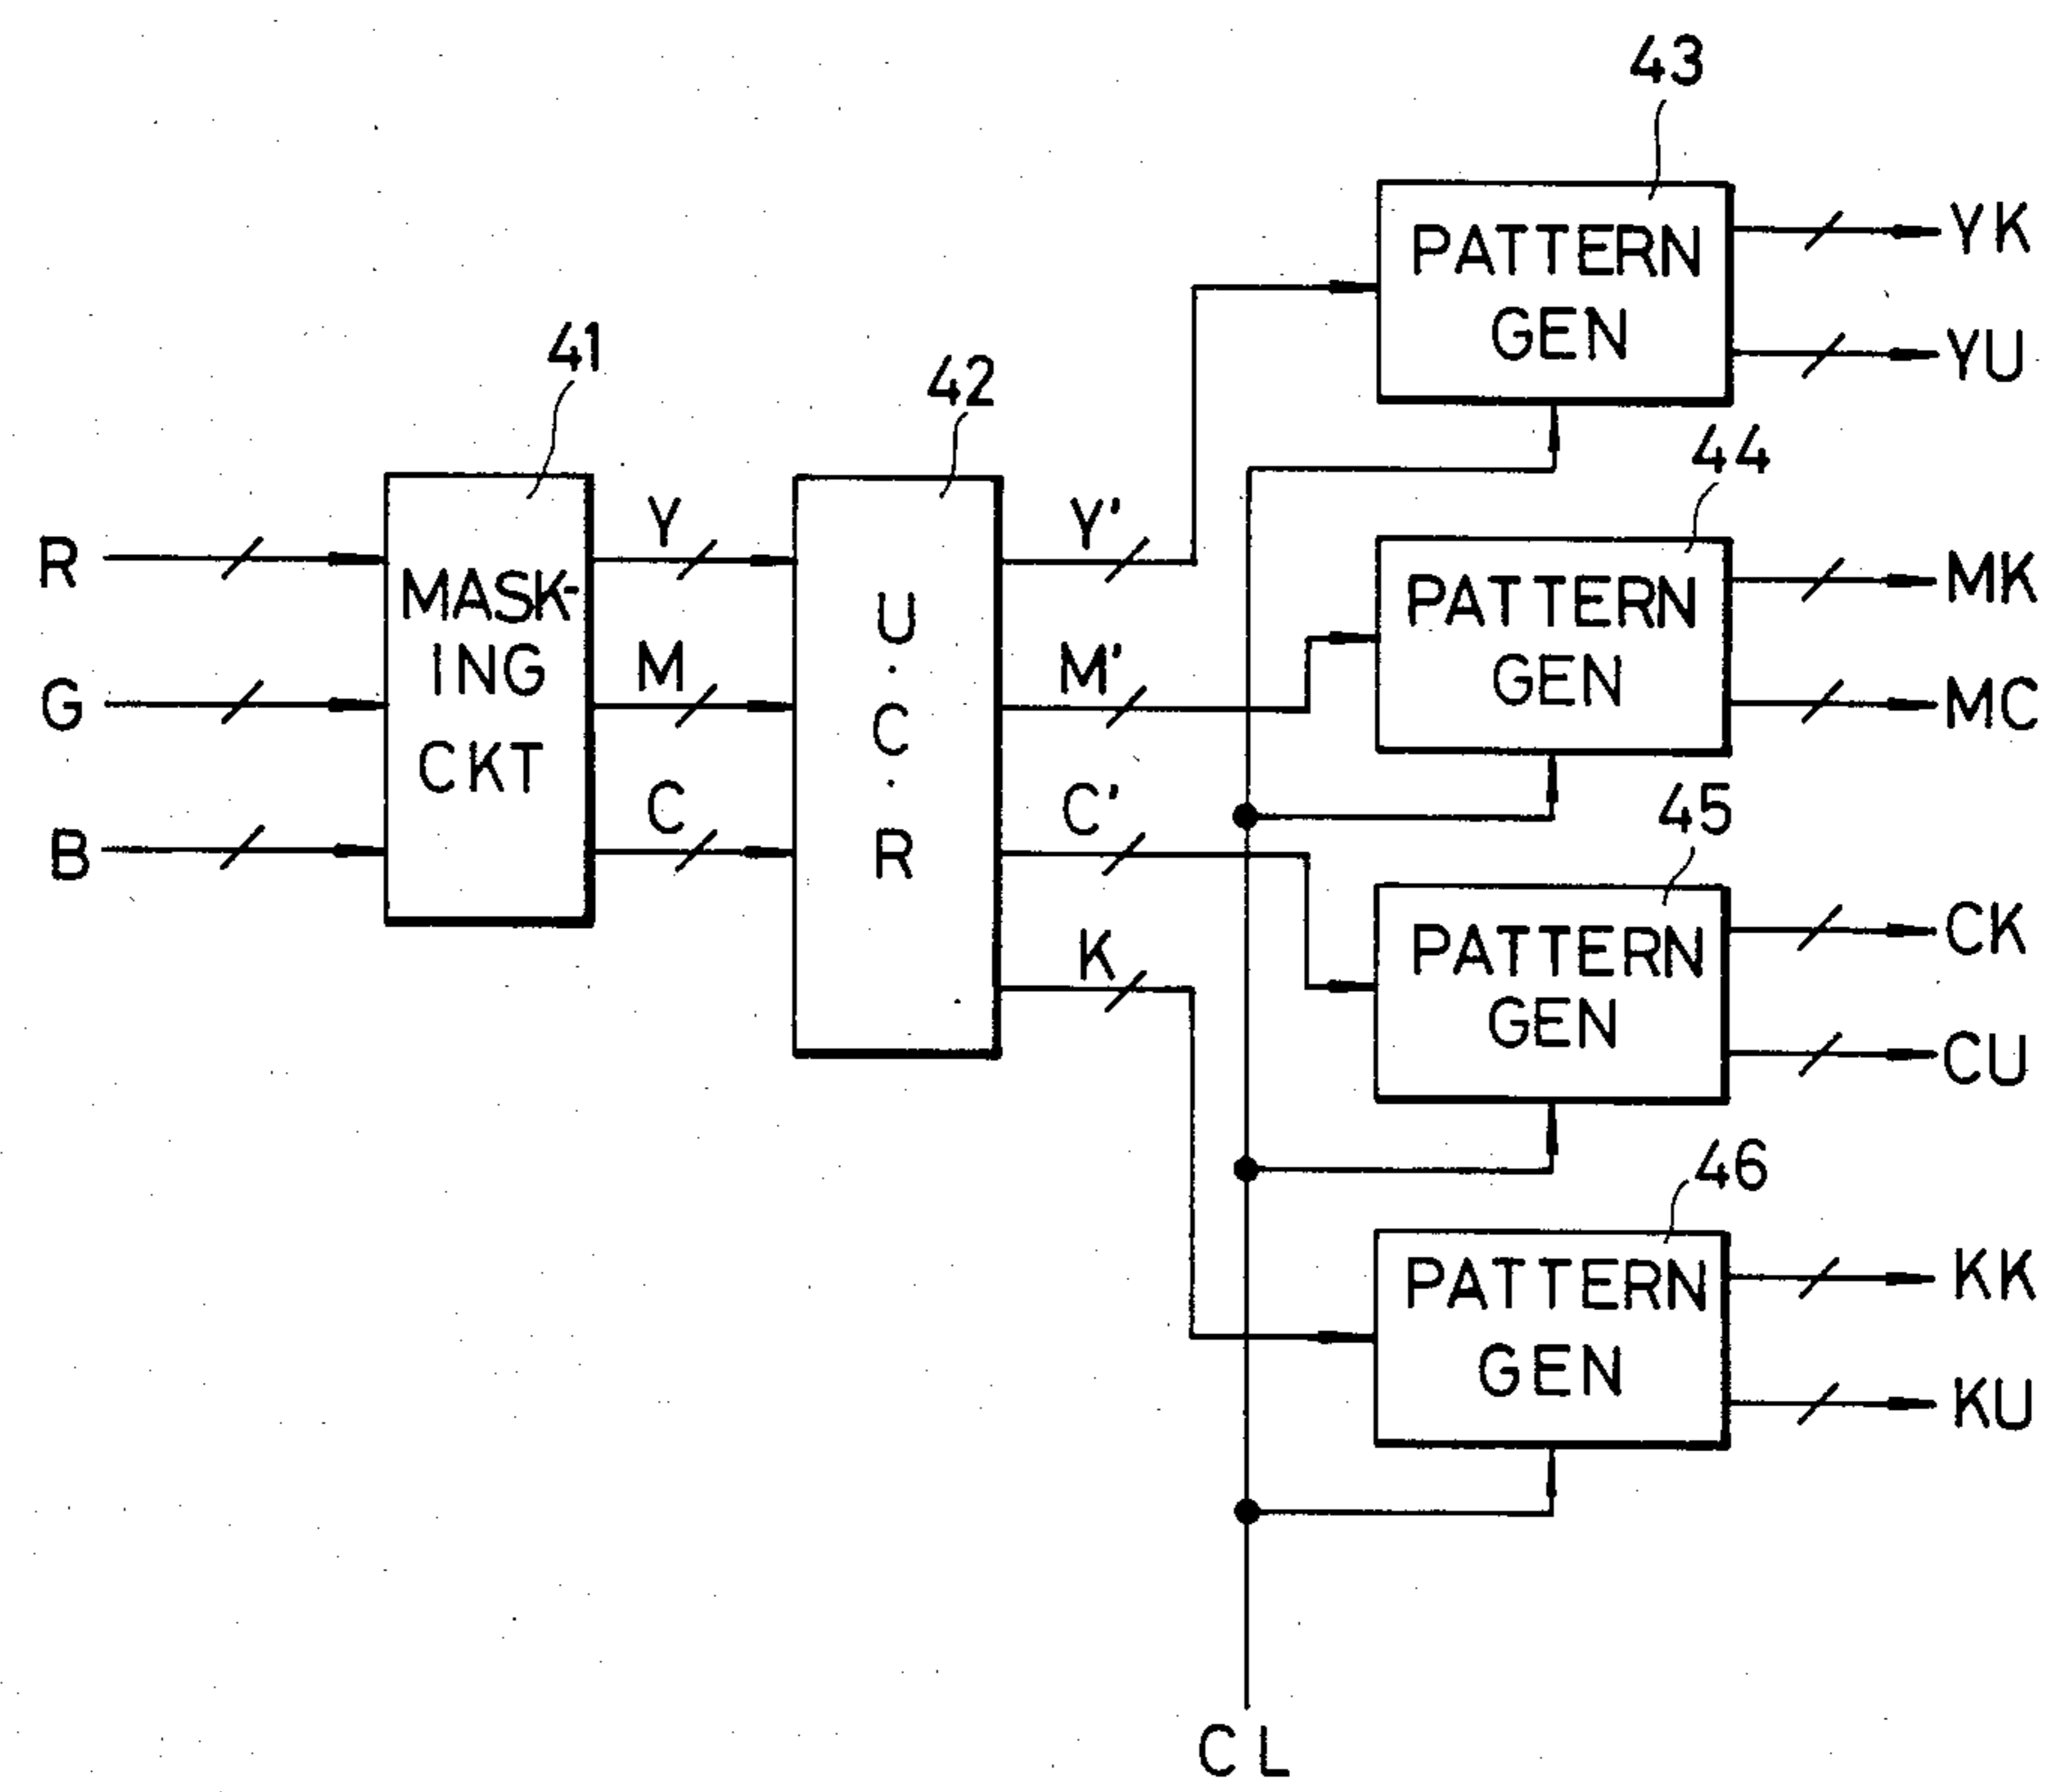 43
PATTERN
GEN
YK
YU
41
42
44
R
G
B
MASK-
ING
CKT
Y
M
C
U.C.R
Y'
M'
C'
K
PATTERN
GEN
MK
MC
45
PATTERN
GEN
CK
CU
46
PATTERN
GEN
KK
KU
CL